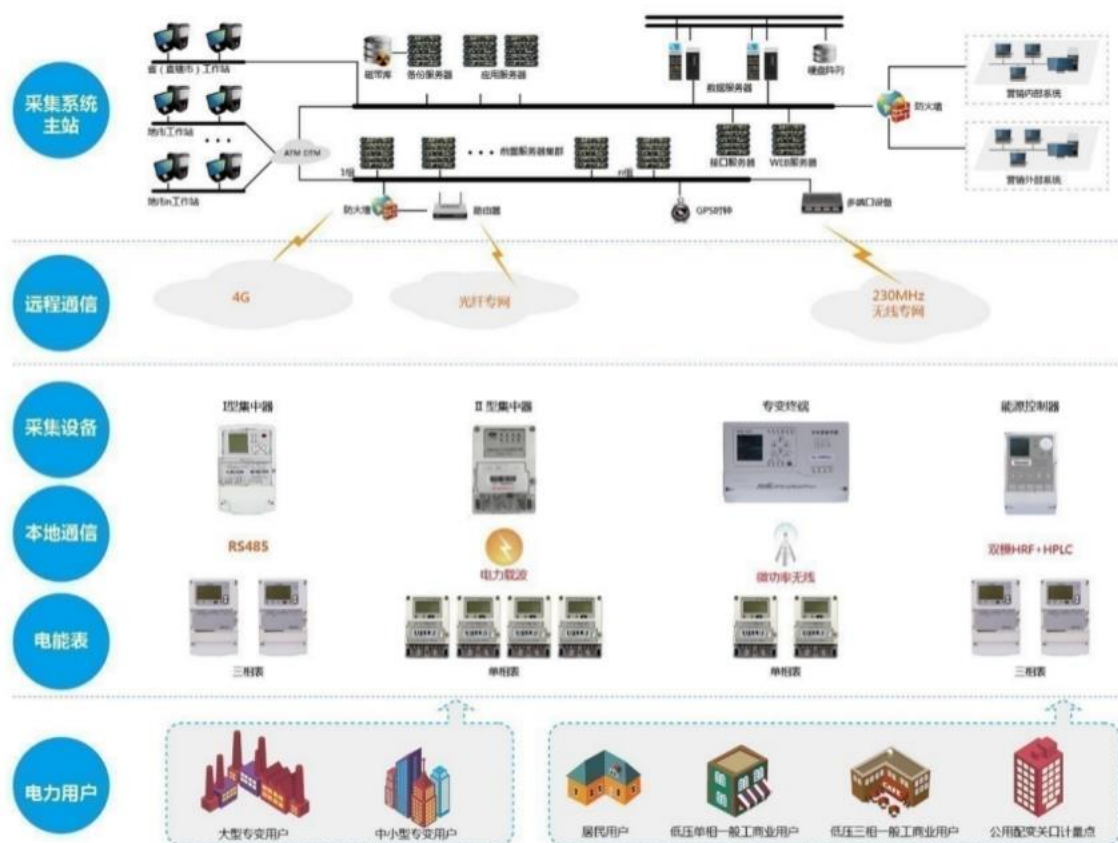 采集系统
主站
省（直辖市）工作站
地市工作站
地市n工作站
磁带库
备份服务器
应用服务器
数据服务器
硬盘阵列
防火墙
营销内部系统
营销外部系统
ATM DTM
1组
前置服务器集群
n组
接口服务器
WEB服务器
防火墙
路由器
GPS时钟
多端口设备
远程通信
4G
光纤专网
230MHz
无线专网
采集设备
I型集中器
II型集中器
专变终端
能源控制器
本地通信
RS485
电力载波
微功率无线
双模HRF+HPLC
电能表
三相表
单相表
单相表
三相表
电力用户
大型专变用户
中小型专变用户
居民用户
低压单相一般工商业用户
低压三相一般工商业用户
公用配变关口计量点
CAFE